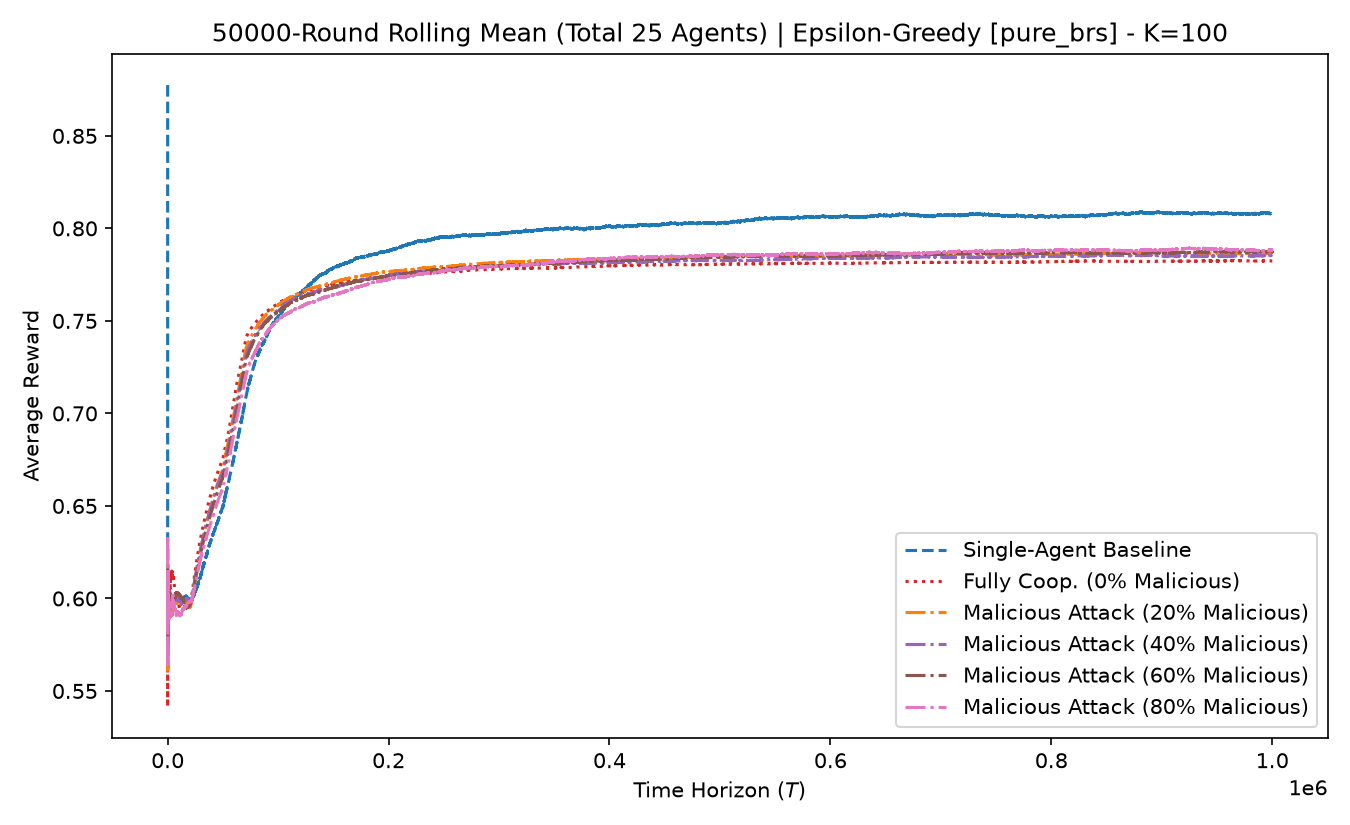 50000-Round Rolling Mean (Total 25 Agents) | Epsilon-Greedy [pure_brs] - K=100
Average Reward
0.85
0.80
0.75
0.70
0.65
0.60
0.55
Single-Agent Baseline
Fully Coop. (0% Malicious)
Malicious Attack (20% Malicious)
Malicious Attack (40% Malicious)
Malicious Attack (60% Malicious)
Malicious Attack (80% Malicious)
0.0 0.2 0.4 0.6 0.8 1.0
1e6
Time Horizon (T)